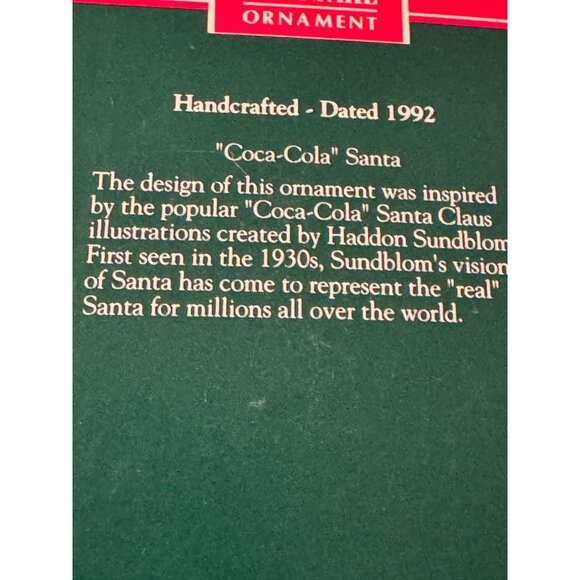 ORNAMENT
Handcrafted - Dated 1992
"Coca-Cola" Santa
The design of this ornament was inspired
by the popular "Coca-Cola" Santa Claus
illustrations created by Haddon Sundblom
First seen in the 1930s, Sundblom's vision
of Santa has come to represent the "real"
Santa for millions all over the world.